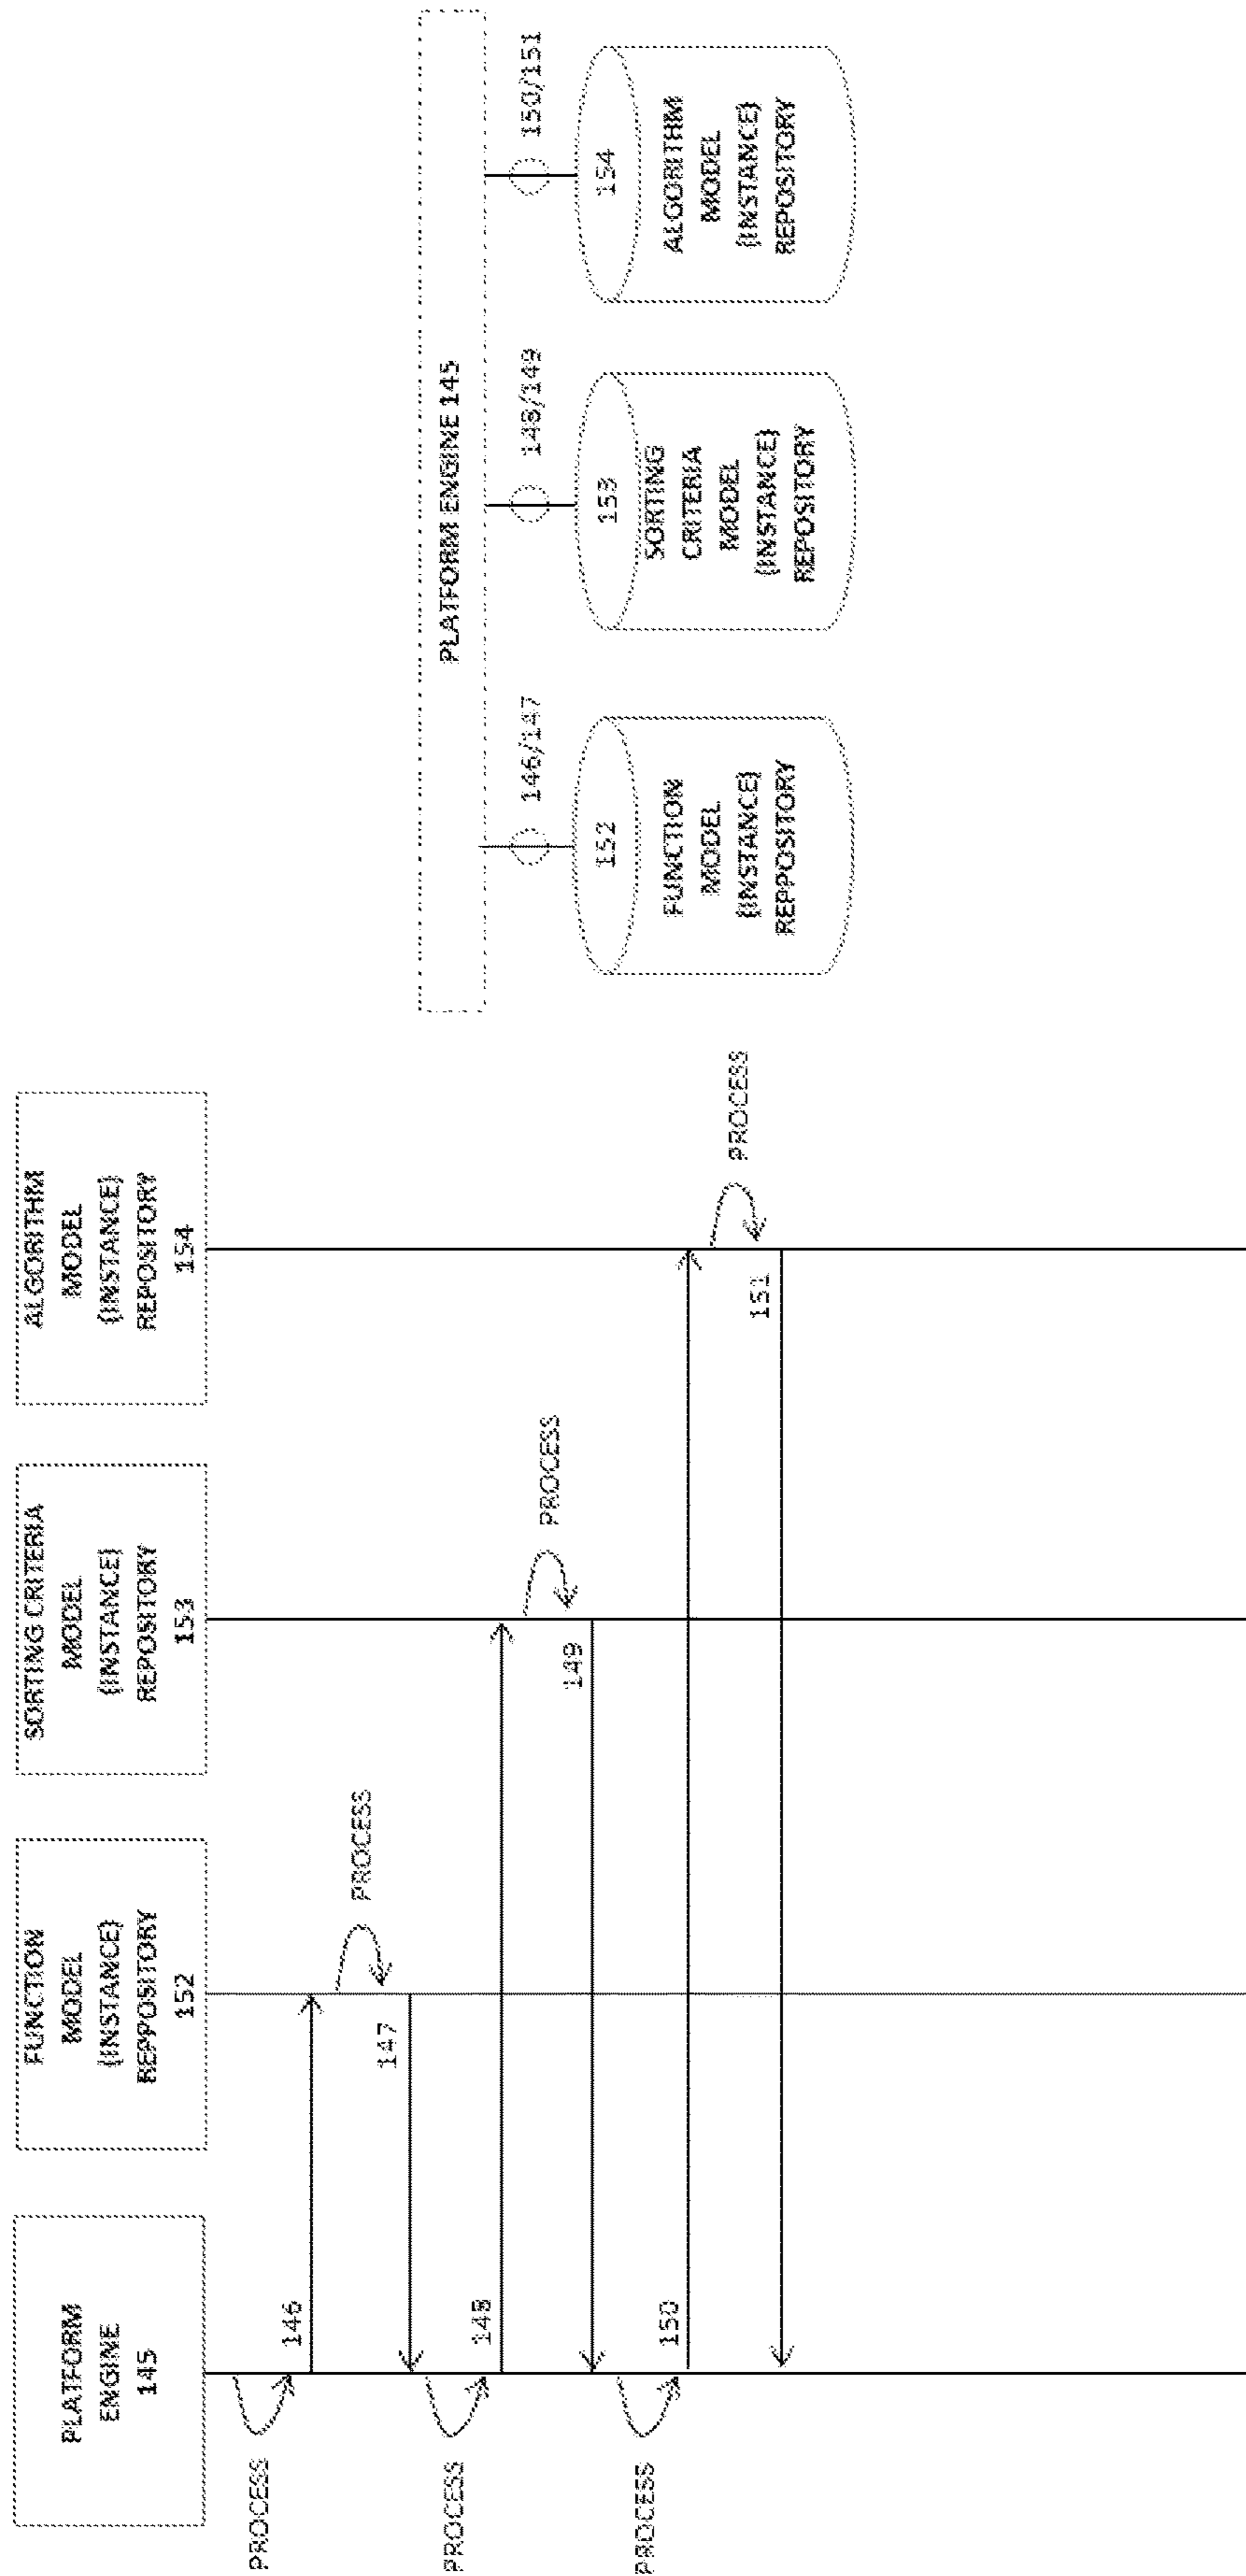 PLATFORM
ENGINE
145
FUNCTION
MODEL
(INSTANCE)
REPPOSITORY
152
SORTING CRITERIA
MODEL
(INSTANCE)
REPOSITORY
153
ALGORITHM
MODEL
(INSTANCE)
REPOSITORY
154
PROCESS
146
PROCESS
147
PROCESS
148
PROCESS
149
PROCESS
150
PROCESS
151
PLATFORM ENGINE 145
146/147
148/149
150/151
152
FUNCTION
MODEL
(INSTANCE)
REPPOSITORY
153
SORTING
CRITERIA
MODEL
(INSTANCE)
REPOSITORY
154
ALGORITHM
MODEL
(INSTANCE)
REPOSITORY